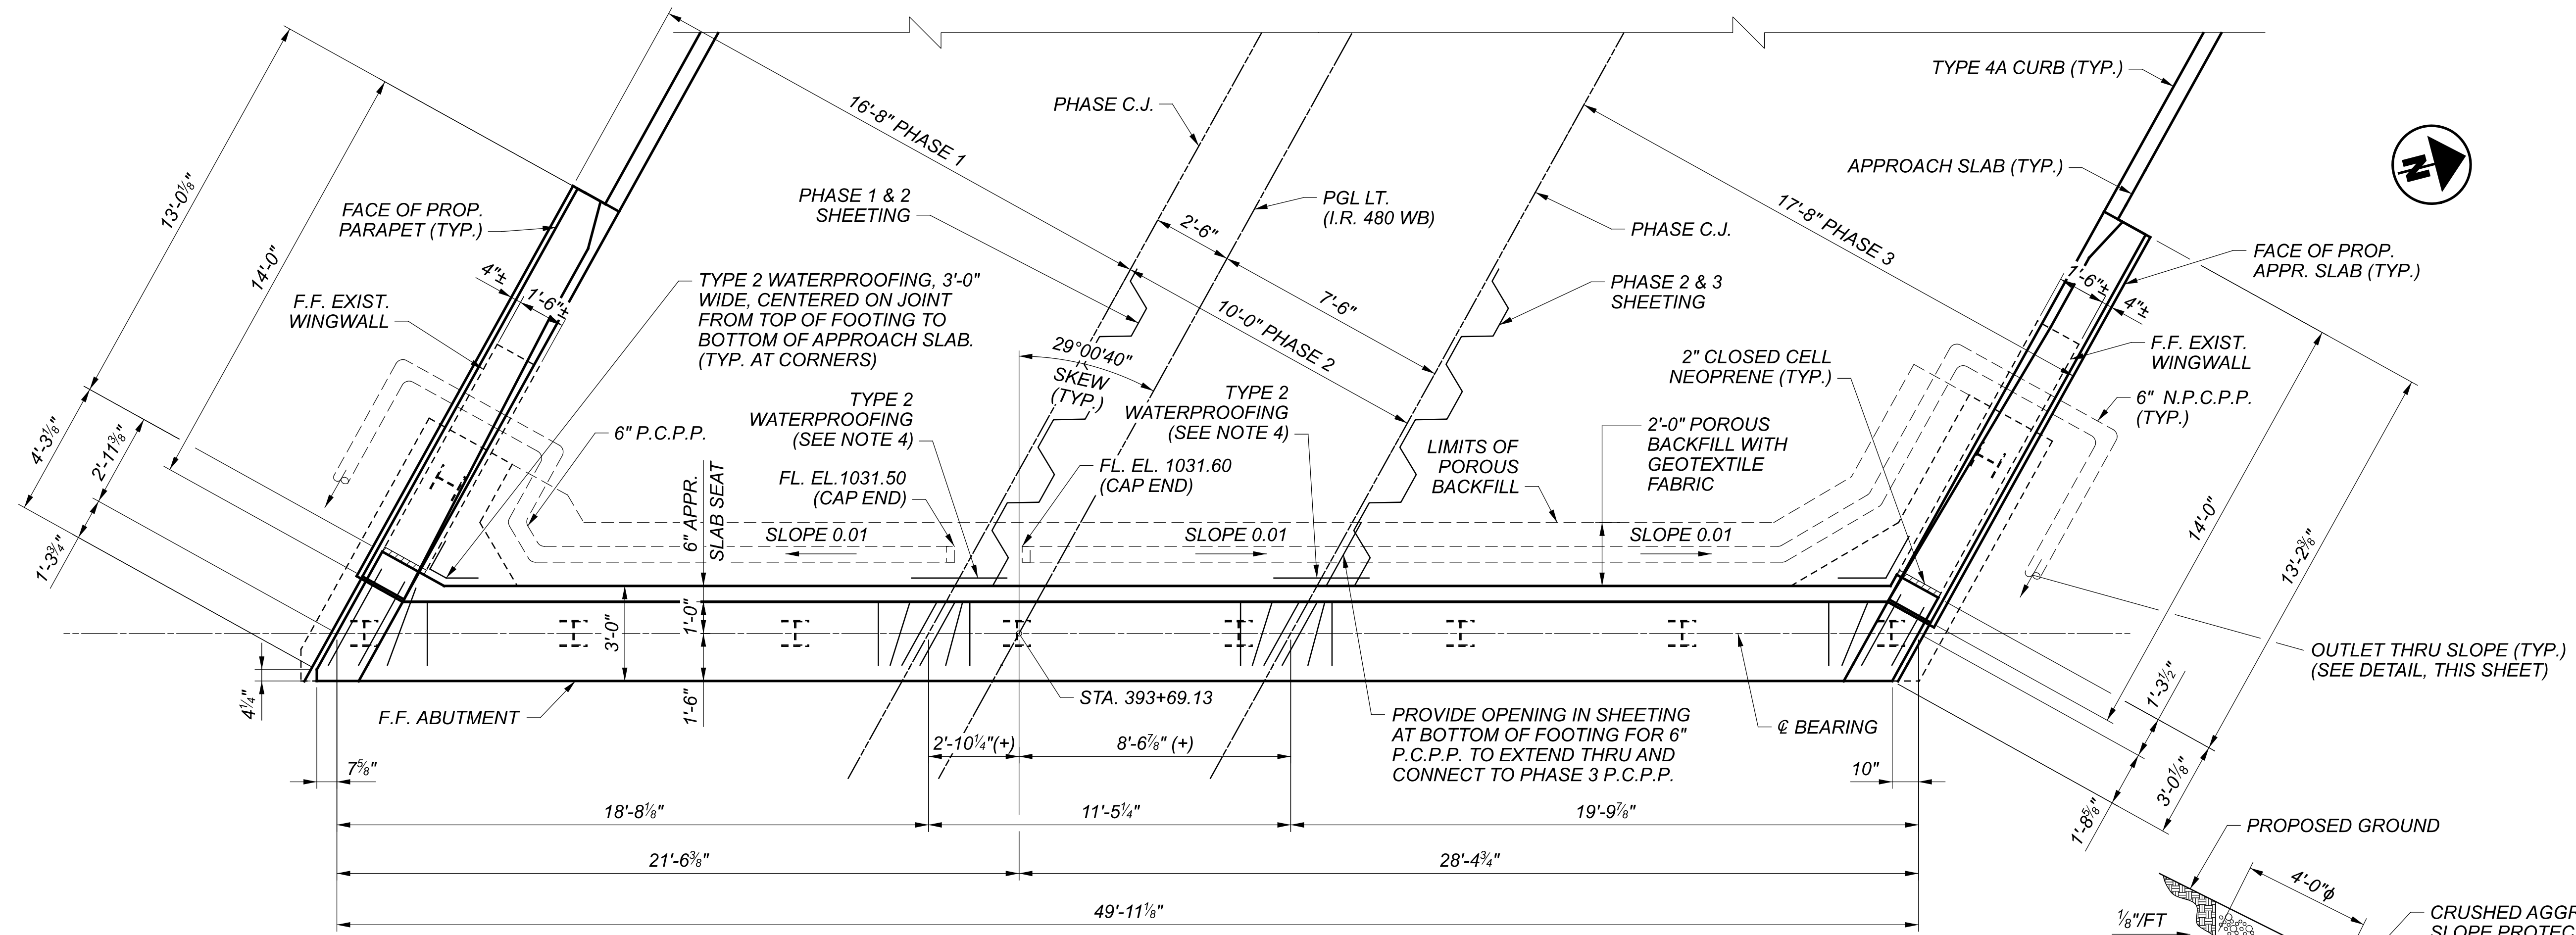 TYPE 4A CURB (TYP.)
APPROACH SLAB (TYP.)
N
PHASE C.J.
16'-8" PHASE 1
PHASE 1 & 2
SHEETING
PGL LT.
(I.R. 480 WB)
2'-6"
7'-6"
10'-0" PHASE 2
PHASE C.J.
17'-8" PHASE 3
PHASE 2 & 3
SHEETING
13'-0⅛"
14'-0"
FACE OF PROP.
PARAPET (TYP.)
4"±
1'-6"±
F.F. EXIST.
WINGWALL
TYPE 2 WATERPROOFING, 3'-0"
WIDE, CENTERED ON JOINT
FROM TOP OF FOOTING TO
BOTTOM OF APPROACH SLAB.
(TYP. AT CORNERS)
29°00'40"
SKEW
(TYP.)
FACE OF PROP.
APPR. SLAB (TYP.)
1'-6"±
4"±
F.F. EXIST.
WINGWALL
6" N.P.C.P.P.
(TYP.)
2" CLOSED CELL
NEOPRENE (TYP.)
TYPE 2
WATERPROOFING
(SEE NOTE 4)
TYPE 2
WATERPROOFING
(SEE NOTE 4)
6" P.C.P.P.
FL. EL.1031.50
(CAP END)
FL. EL. 1031.60
(CAP END)
LIMITS OF
POROUS
BACKFILL
2'-0" POROUS
BACKFILL WITH
GEOTEXTILE
FABRIC
4'-3⅛"
2'-11⅜"
1'-3¾"
6" APPR.
SLAB SEAT
SLOPE 0.01
SLOPE 0.01
SLOPE 0.01
14'-0"
13'-2⅜"
3'-0"
1'-0"
1'-6"
4¼"
F.F. ABUTMENT
STA. 393+69.13
PROVIDE OPENING IN SHEETING
AT BOTTOM OF FOOTING FOR 6"
P.C.P.P. TO EXTEND THRU AND
CONNECT TO PHASE 3 P.C.P.P.
℄ BEARING
OUTLET THRU SLOPE (TYP.)
(SEE DETAIL, THIS SHEET)
1'-3½"
3'-0⅛"
1'-8⅝"
2'-10¼"(+)
8'-6⅞" (+)
7⅝"
10"
18'-8⅛"
11'-5¼"
19'-9⅞"
21'-6⅜"
28'-4¾"
49'-11⅛"
PROPOSED GROUND
4'-0"ϕ
⅛"/FT
CRUSHED AGGR
SLOPE PROTEC